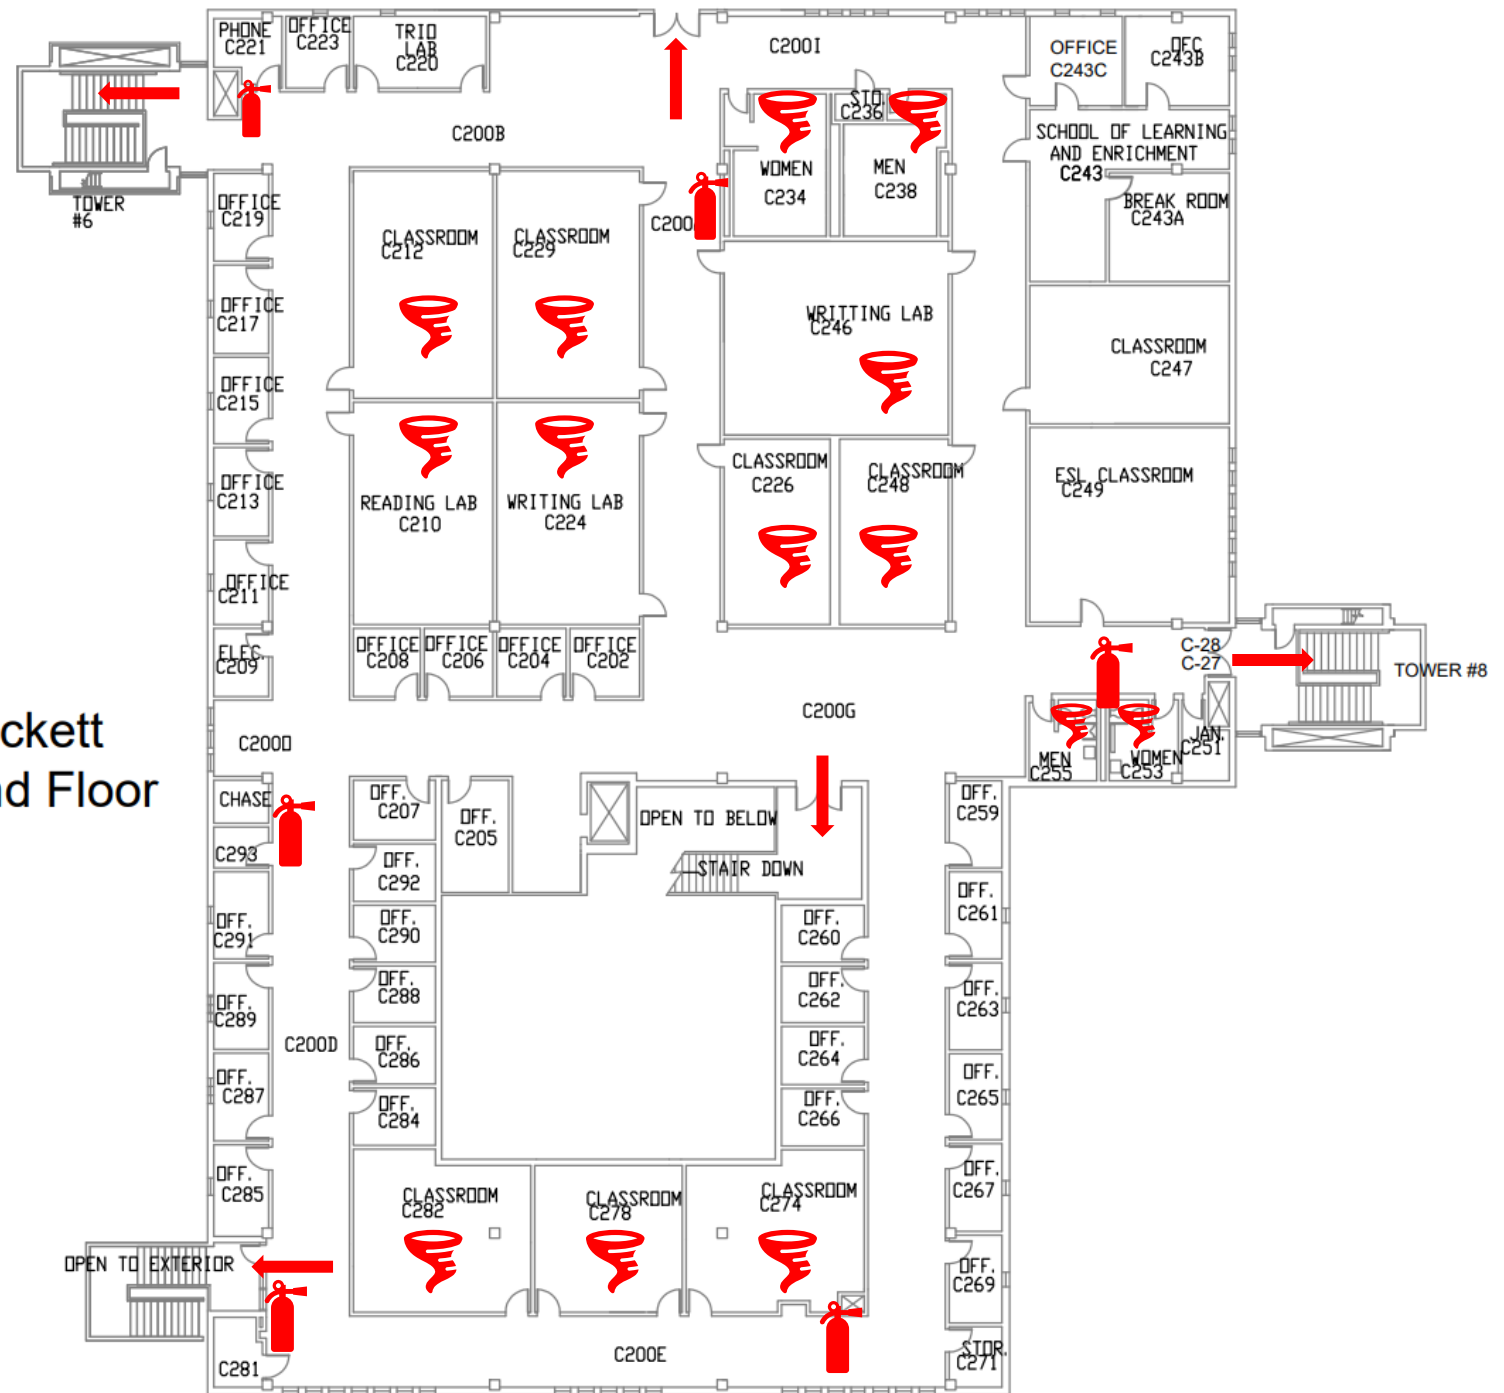 PHONE
C221
OFFICE
C223
TRIO
LAB
C220
C200I
OFFICE
C243C
OFC
C243B
STO.
C236
C200B
SCHOOL OF LEARNING
AND ENRICHMENT
C243
WOMEN
C234
MEN
C238
BREAK ROOM
C243A
TOWER
#6
OFFICE
C219
CLASSROOM
C212
CLASSROOM
C229
C200
OFFICE
C217
WRITTING LAB
C246
CLASSROOM
C247
OFFICE
C215
OFFICE
C213
READING LAB
C210
WRITING LAB
C224
CLASSROOM
C226
CLASSROOM
C248
ESL CLASSROOM
C249
OFFICE
C211
ELEC.
C209
OFFICE
C208
OFFICE
C206
OFFICE
C204
OFFICE
C202
C-28
C-27
TOWER #8
ckett
nd Floor
C200D
C200G
MEN
C255
WOMEN
C253
JAN.
C251
CHASE
OFF.
C207
OFF.
C205
OPEN TO BELOW
OFF.
C259
C293
OFF.
C292
STAIR DOWN
OFF.
C291
OFF.
C290
OFF.
C260
OFF.
C261
OFF.
C289
OFF.
C288
OFF.
C262
OFF.
C263
C200D
OFF.
C286
OFF.
C264
OFF.
C287
OFF.
C284
OFF.
C266
OFF.
C265
OFF.
C285
CLASSROOM
C282
CLASSROOM
C278
CLASSROOM
C274
OFF.
C267
OPEN TO EXTERIOR
OFF.
C269
C281
C200E
STOR.
C271